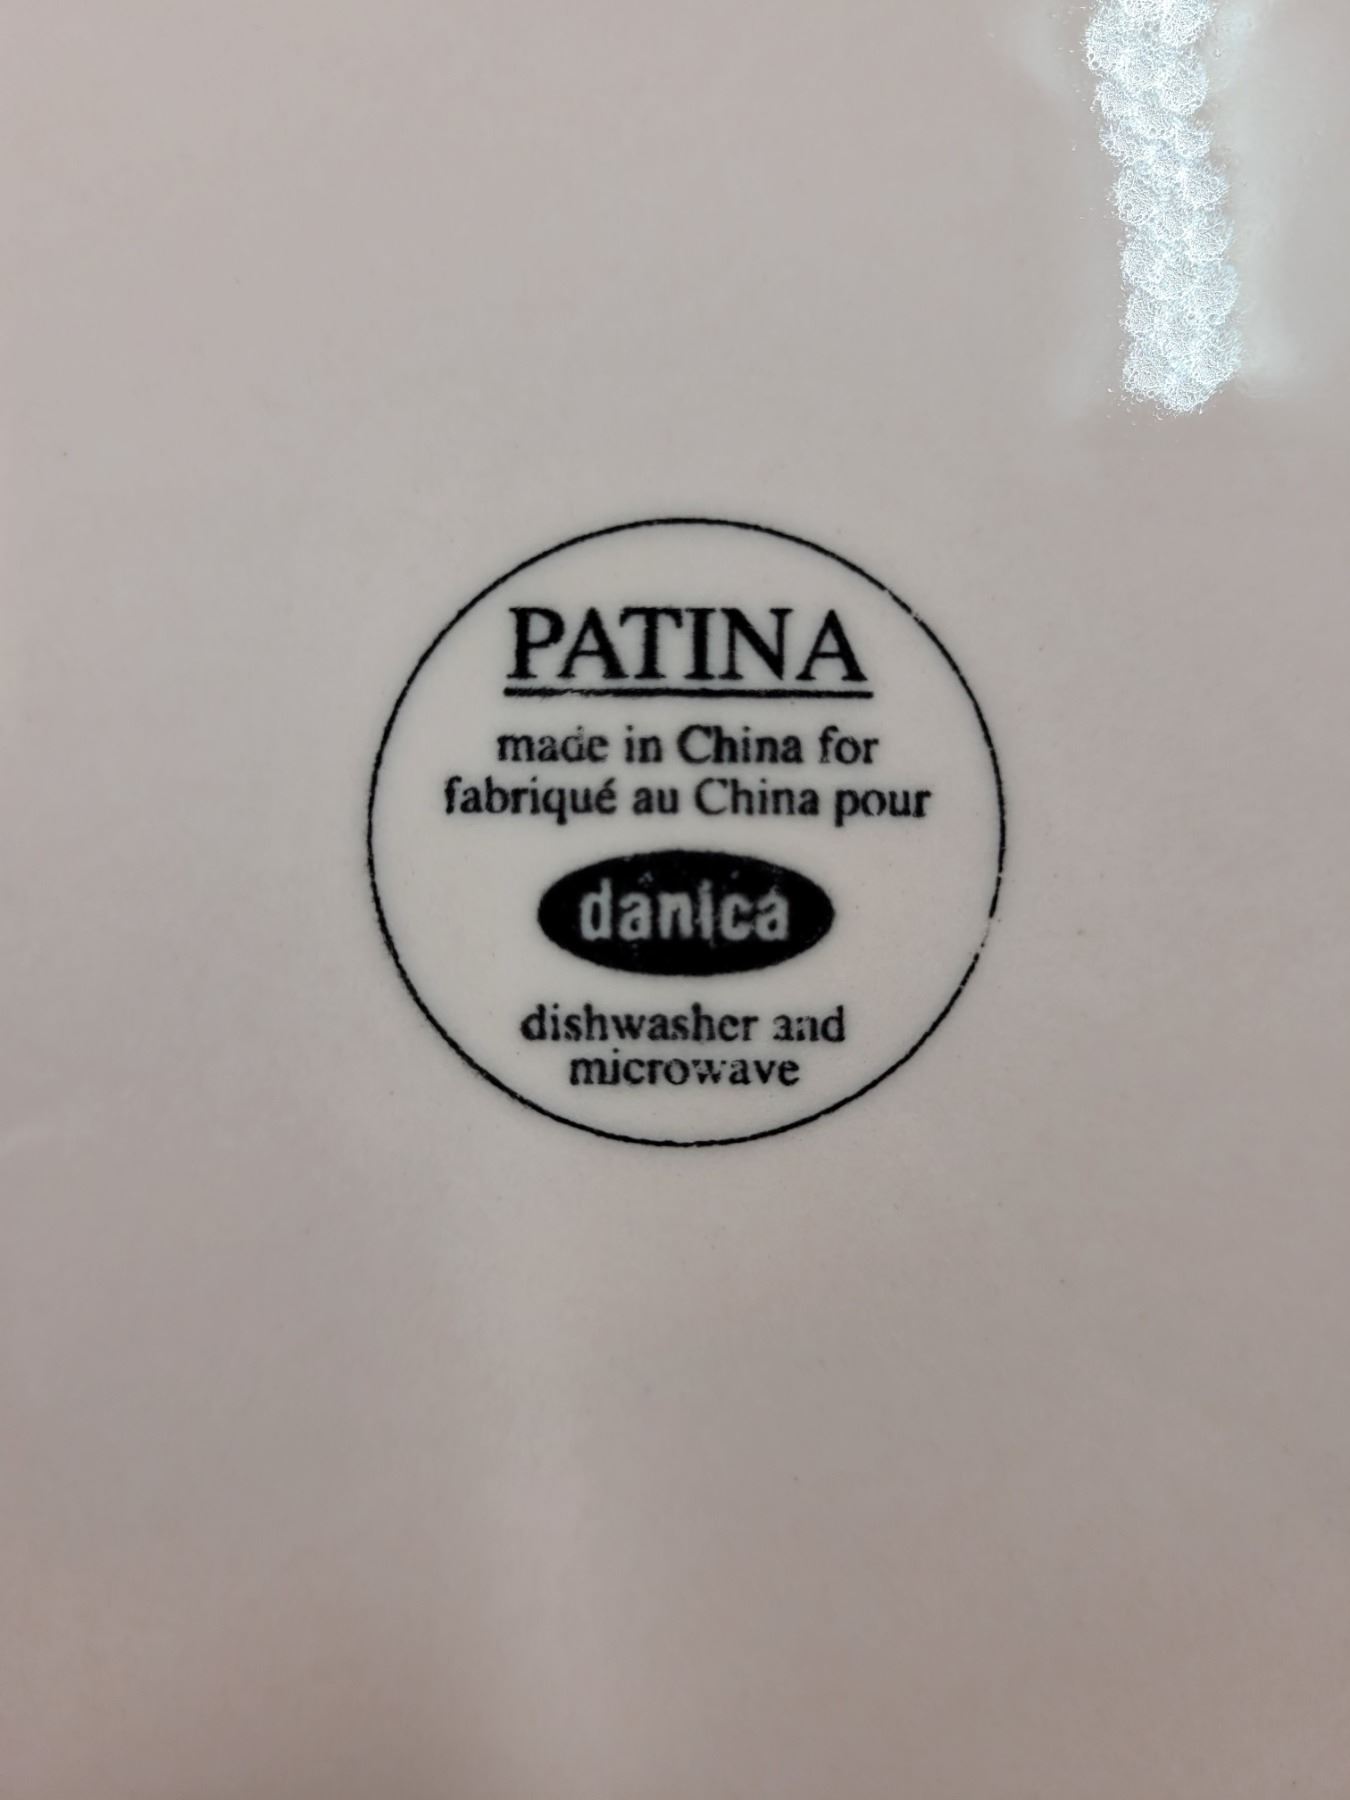 PATINA
made in China for
fabriqué au China pour
danica
dishwasher and
microwave